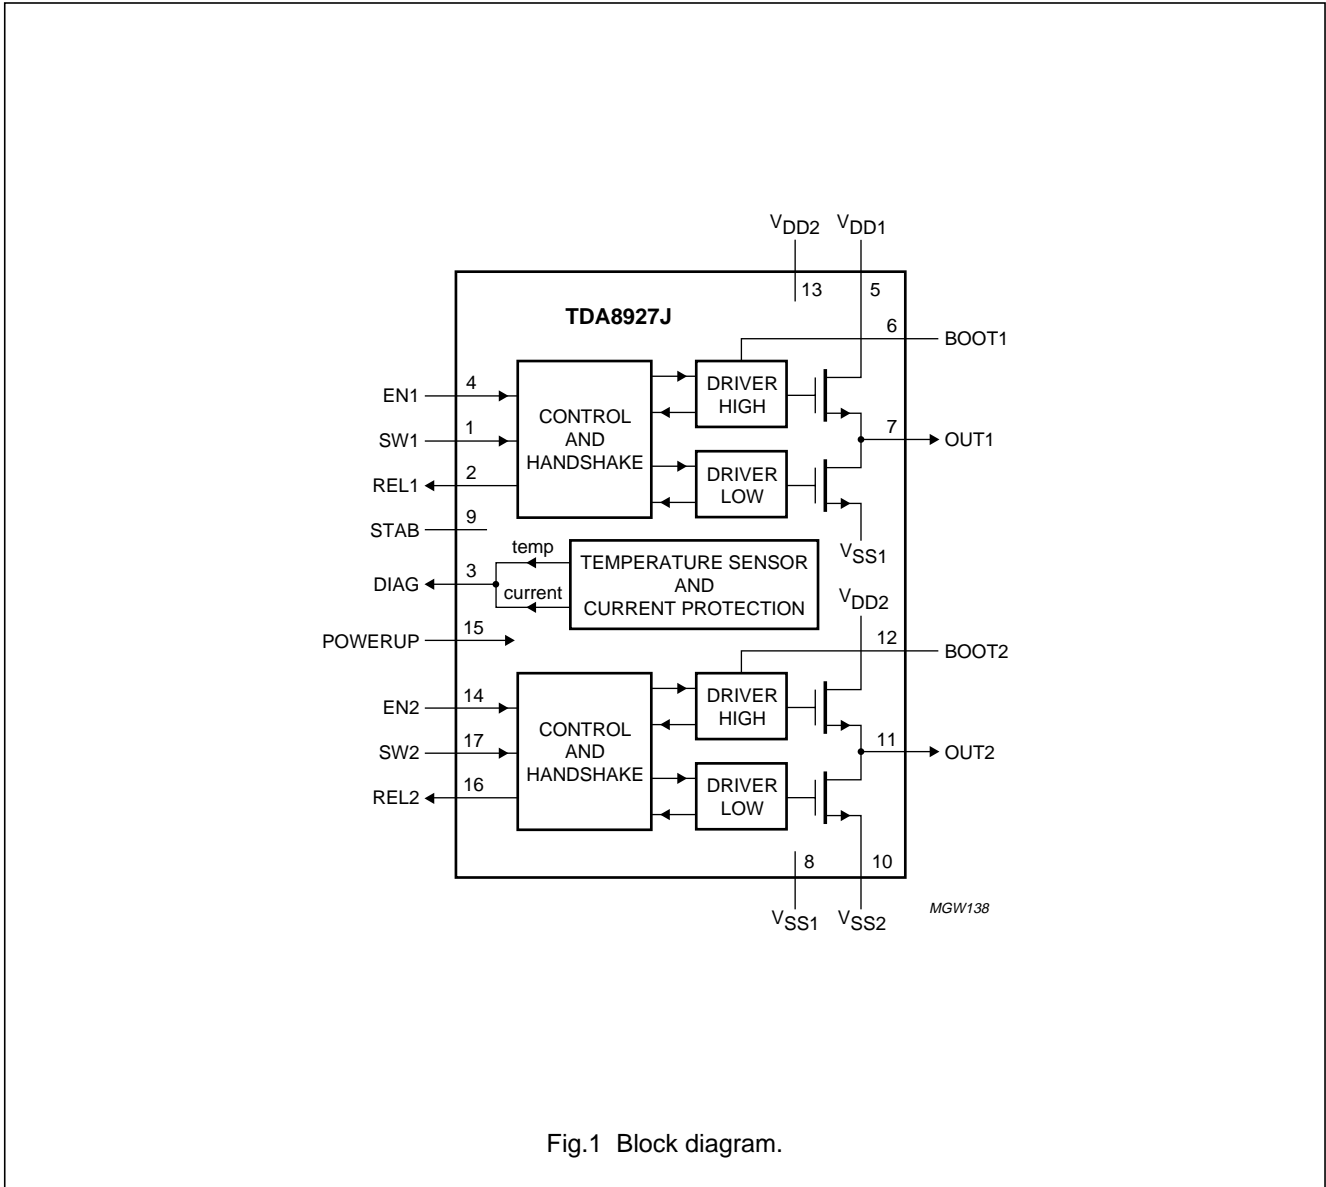 VDD2 VDD1
13 5
TDA8927J
6 BOOT1
EN1 4
SW1 1
REL1 2
STAB 9
CONTROL
AND
HANDSHAKE
DRIVER
HIGH
DRIVER
LOW
7 OUT1
VSS1
DIAG 3
temp
current
TEMPERATURE SENSOR
AND
CURRENT PROTECTION
VDD2
POWERUP 15
12 BOOT2
EN2 14
SW2 17
REL2 16
CONTROL
AND
HANDSHAKE
DRIVER
HIGH
DRIVER
LOW
11 OUT2
8 10
VSS1 VSS2
MGW138
Fig.1 Block diagram.